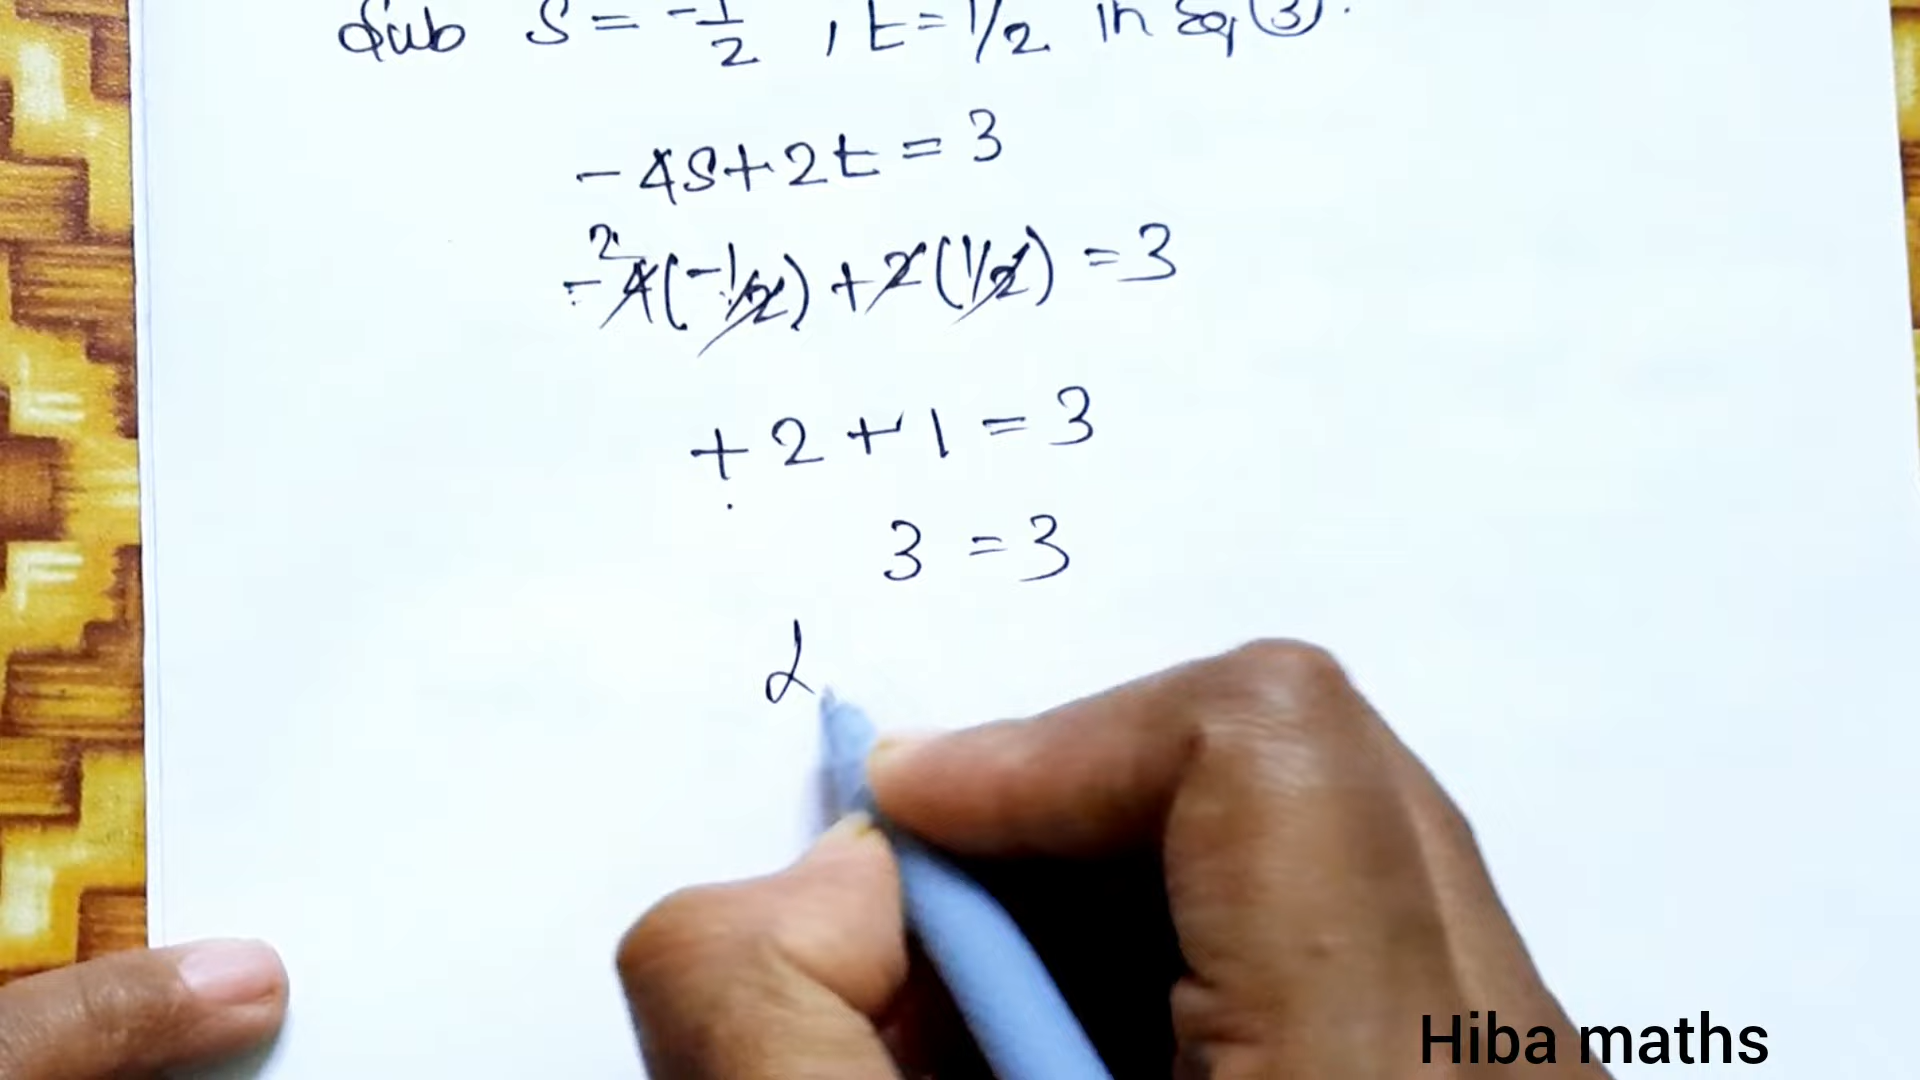 Sub S = -1/2 , t = 1/2 in Eq (3).
-4S+2t = 3
2
-4(-1/2) +2(1/2) = 3
+2+1 = 3
3 = 3
L
Hiba maths